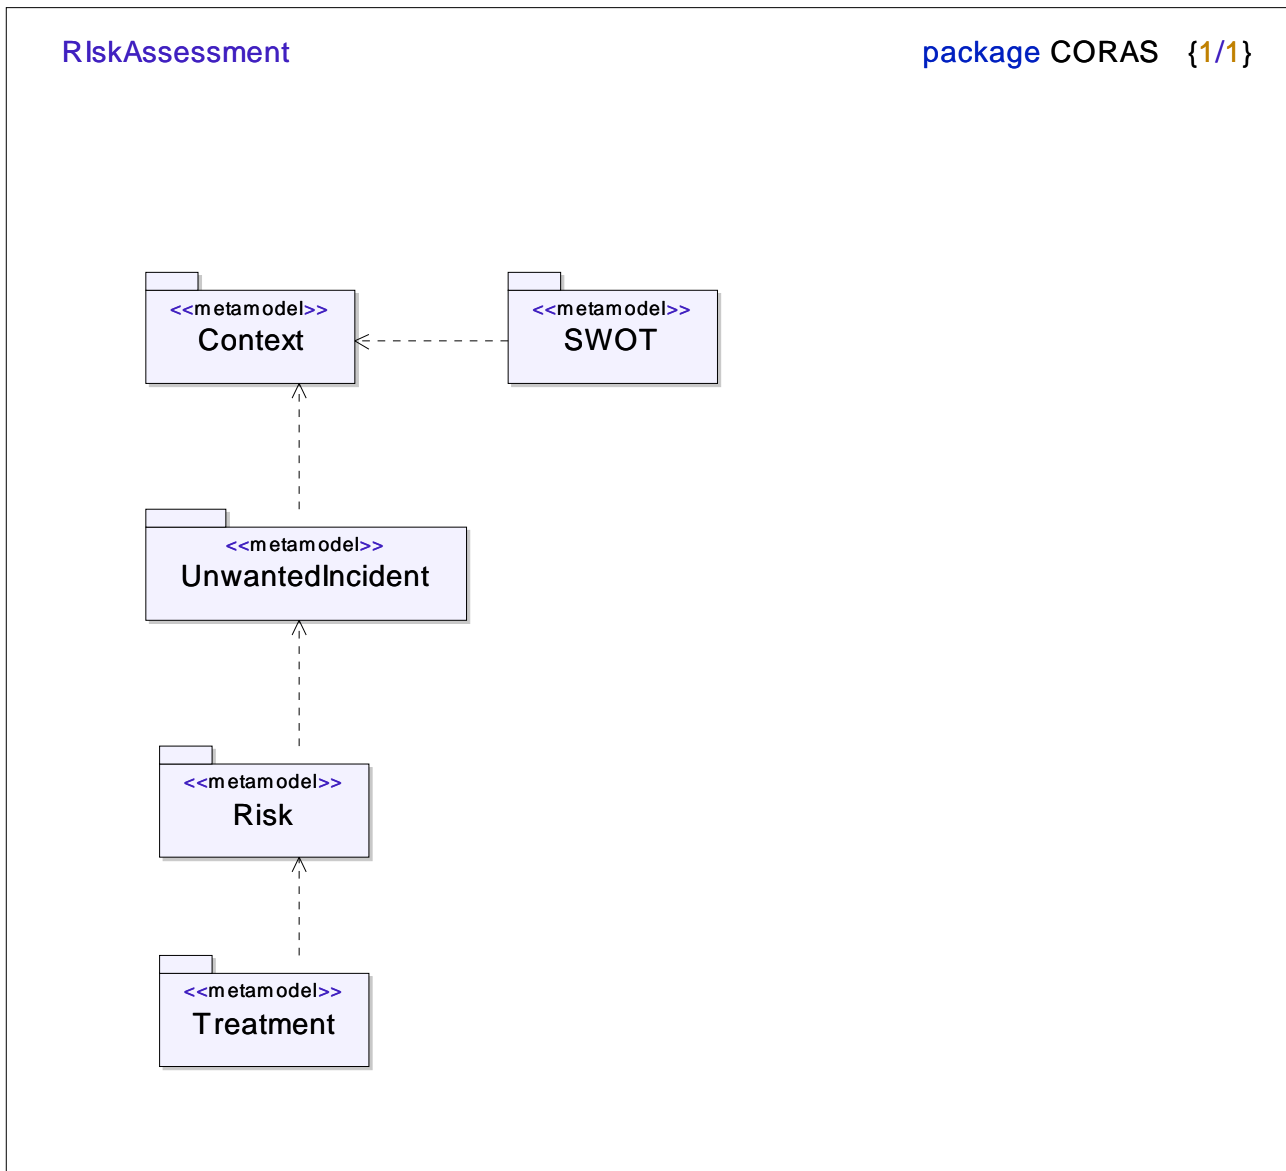 RIskAssessment
package CORAS {1/1}
<<metamodel>>
Context
<<metamodel>>
SWOT
<<metamodel>>
UnwantedIncident
<<metamodel>>
Risk
<<metamodel>>
Treatment